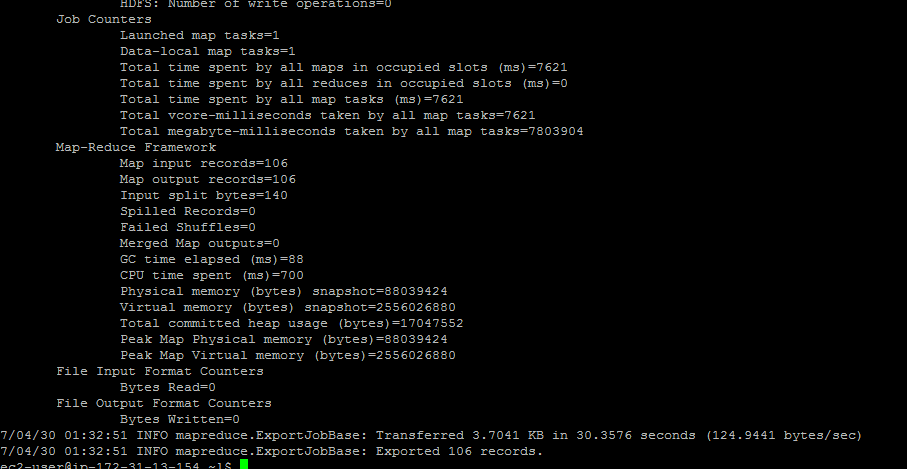 HDFS: Number of write operations=0
Job Counters
Launched map tasks=1
Data-local map tasks=1
Total time spent by all maps in occupied slots (ms)=7621
Total time spent by all reduces in occupied slots (ms)=0
Total time spent by all map tasks (ms)=7621
Total vcore-milliseconds taken by all map tasks=7621
Total megabyte-milliseconds taken by all map tasks=7803904
Map-Reduce Framework
Map input records=106
Map output records=106
Input split bytes=140
Spilled Records=0
Failed Shuffles=0
Merged Map outputs=0
GC time elapsed (ms)=88
CPU time spent (ms)=700
Physical memory (bytes) snapshot=88039424
Virtual memory (bytes) snapshot=2556026880
Total committed heap usage (bytes)=17047552
Peak Map Physical memory (bytes)=88039424
Peak Map Virtual memory (bytes)=2556026880
File Input Format Counters
Bytes Read=0
File Output Format Counters
Bytes Written=0
7/04/30 01:32:51 INFO mapreduce.ExportJobBase: Transferred 3.7041 KB in 30.3576 seconds (124.9441 bytes/sec)
7/04/30 01:32:51 INFO mapreduce.ExportJobBase: Exported 106 records.
ec2-user@ip-172-31-13-154 ~]$